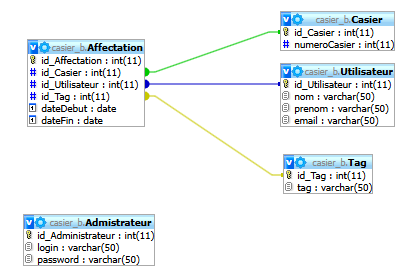 casier_b.Affectation
id_Affectation : int(11)
id_Casier : int(11)
id_Utilisateur : int(11)
id_Tag : int(11)
dateDebut : date
dateFin : date
casier_b.Casier
id_Casier : int(11)
numeroCasier : int(11)
casier_b.Utilisateur
id_Utilisateur : int(11)
nom : varchar(50)
prenom : varchar(50)
email : varchar(50)
casier_b.Tag
id_Tag : int(11)
tag : varchar(50)
casier_b.Admistrateur
id_Administrateur : int(11)
login : varchar(50)
password : varchar(50)